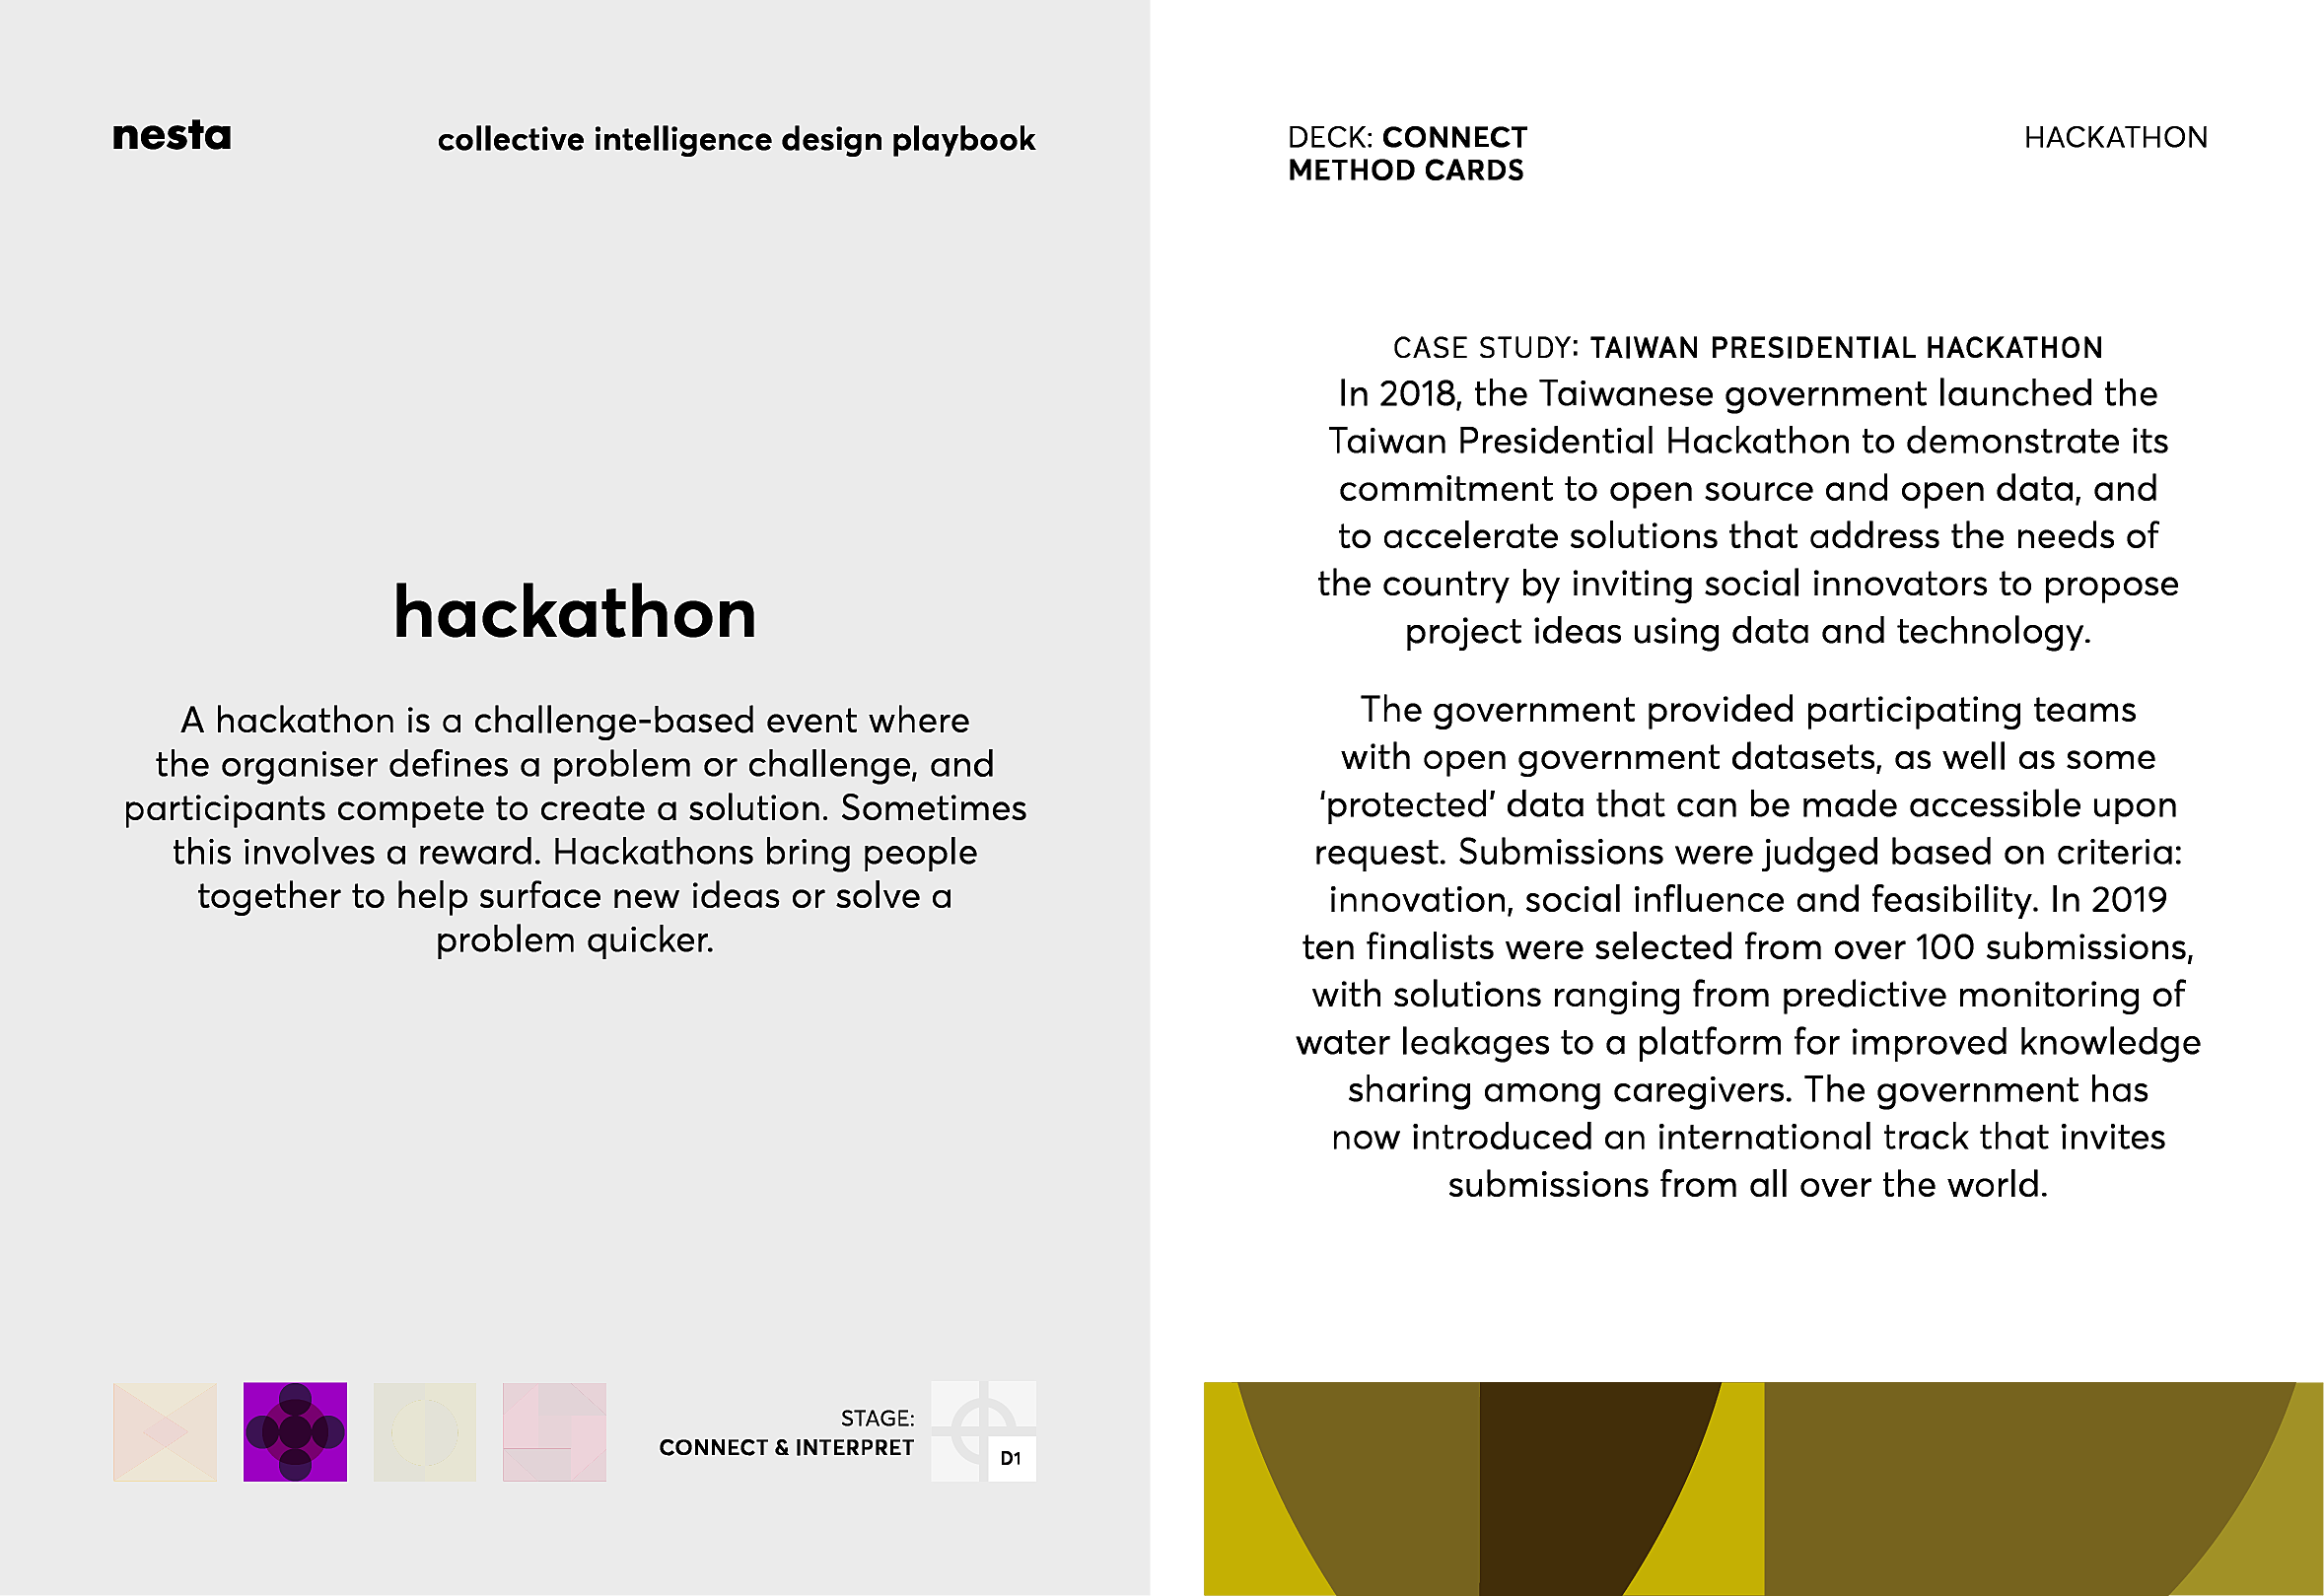 nesta
collective intelligence design playbook
hackathon
A hackathon is a challenge-based event where
the organiser defines a problem or challenge, and
participants compete to create a solution. Sometimes
this involves a reward. Hackathons bring people
together to help surface new ideas or solve a
problem quicker.
STAGE:
CONNECT & INTERPRET
D1
DECK: CONNECT
METHOD CARDS
HACKATHON
CASE STUDY: TAIWAN PRESIDENTIAL HACKATHON
In 2018, the Taiwanese government launched the
Taiwan Presidential Hackathon to demonstrate its
commitment to open source and open data, and
to accelerate solutions that address the needs of
the country by inviting social innovators to propose
project ideas using data and technology.
The government provided participating teams
with open government datasets, as well as some
‘protected’ data that can be made accessible upon
request. Submissions were judged based on criteria:
innovation, social influence and feasibility. In 2019
ten finalists were selected from over 100 submissions,
with solutions ranging from predictive monitoring of
water leakages to a platform for improved knowledge
sharing among caregivers. The government has
now introduced an international track that invites
submissions from all over the world.